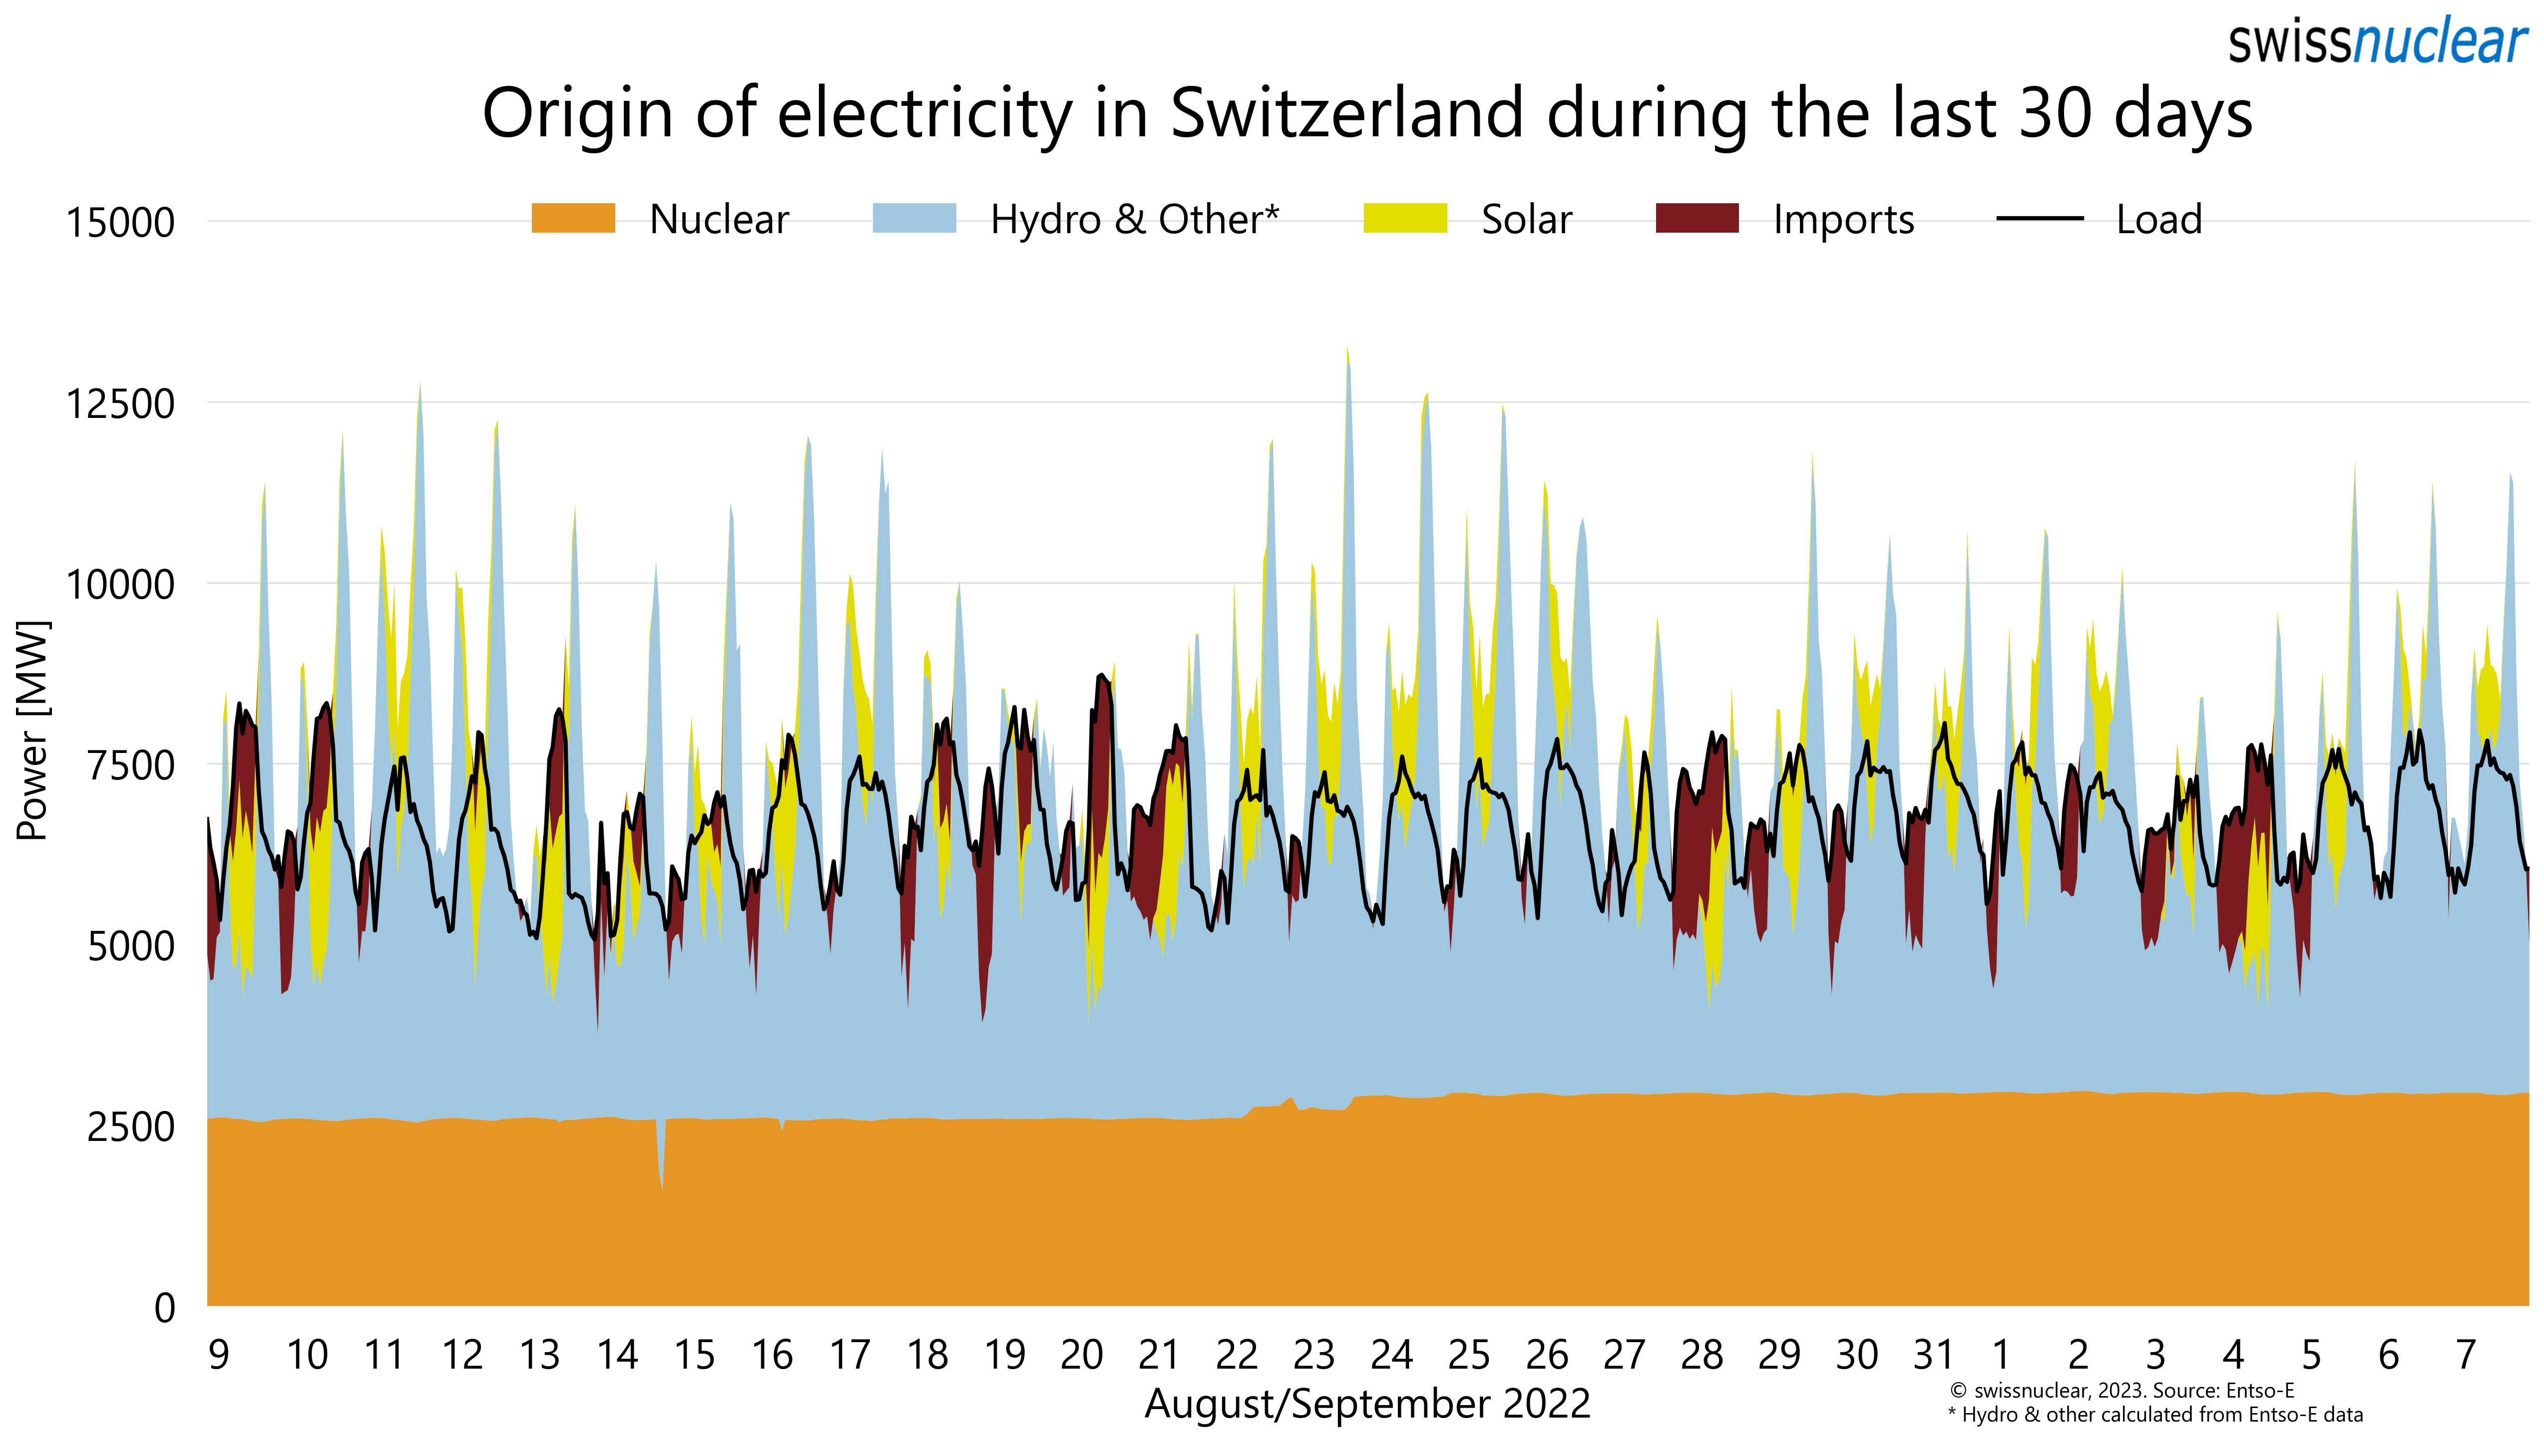 swissnuclear
Origin of electricity in Switzerland during the last 30 days
Nuclear Hydro & Other* Solar Imports Load
15000
12500
10000
7500
5000
2500
0
Power [MW]
9 10 11 12 13 14 15 16 17 18 19 20 21 22 23 24 25 26 27 28 29 30 31 1 2 3 4 5 6 7
August/September 2022
© swissnuclear, 2023. Source: Entso-E
* Hydro & other calculated from Entso-E data